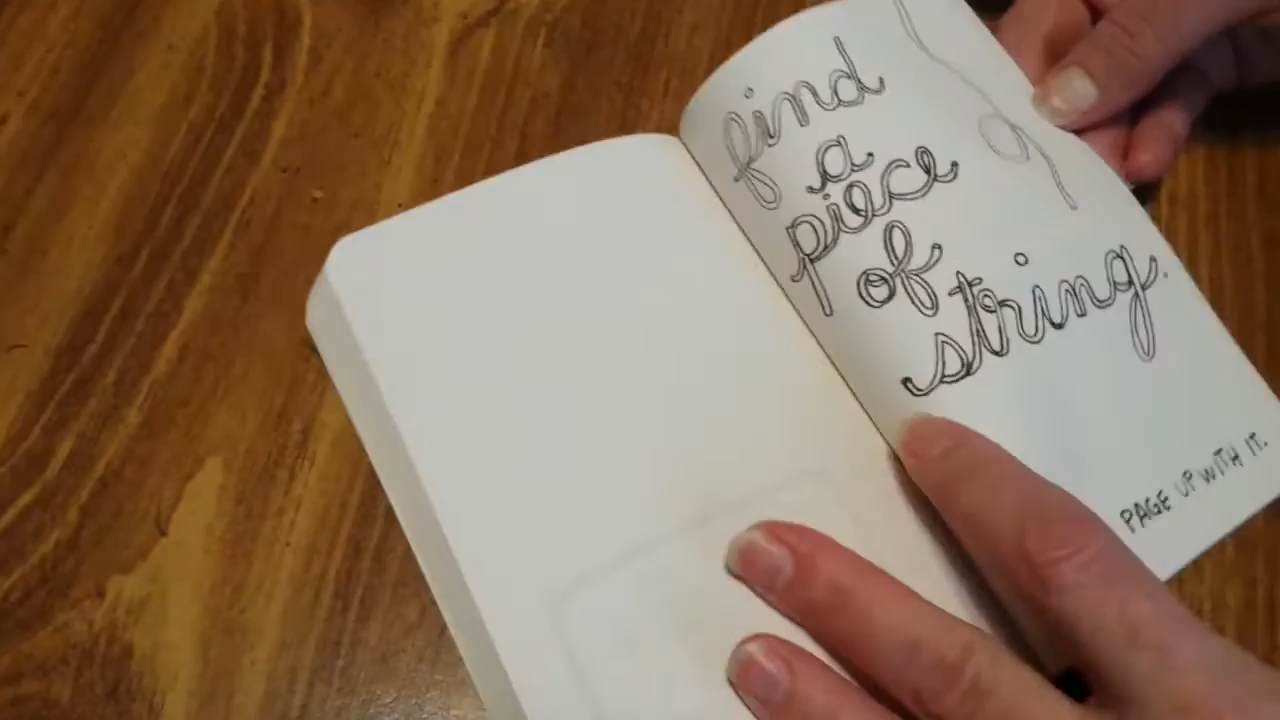 find
a
piece
of
string.
PAGE UP WITH IT.